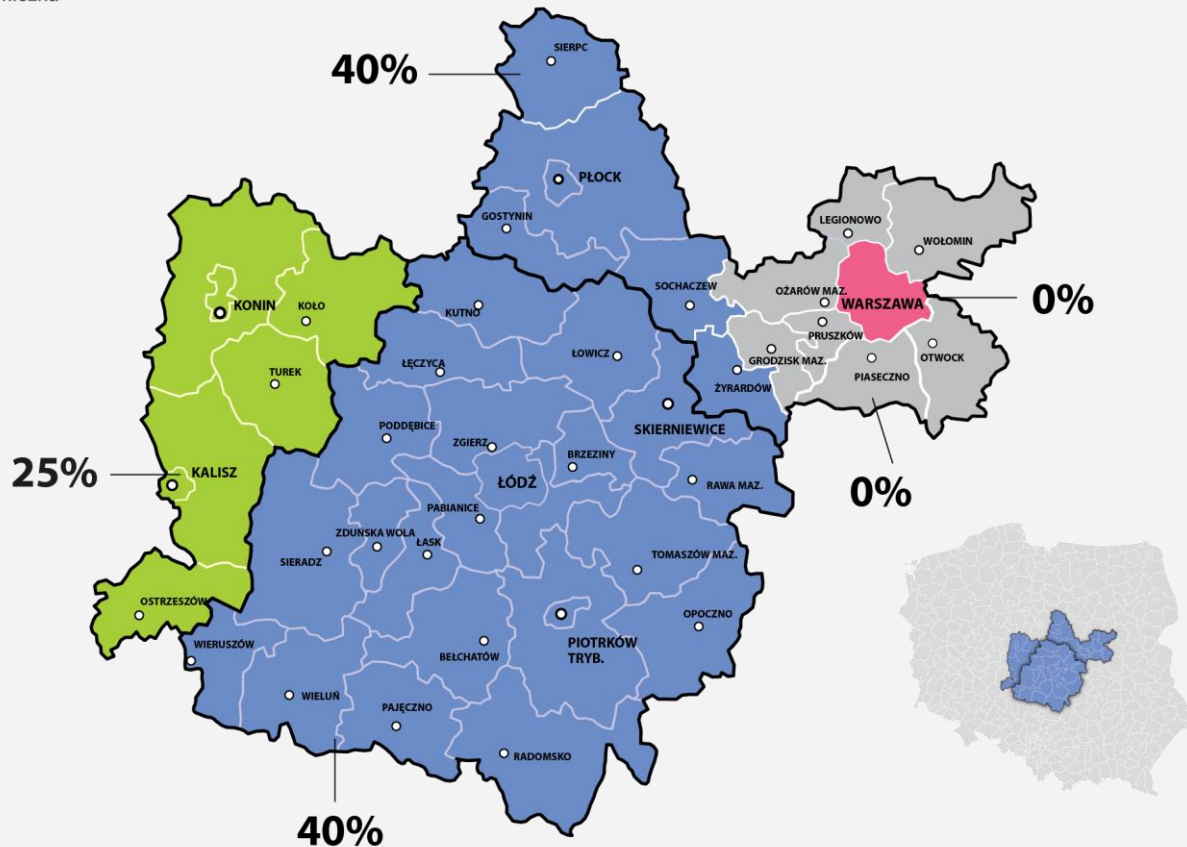 SIERPC
40%
PŁOCK
GOSTYNIN
LEGIONOWO
WOŁOMIN
KONIN
KOŁO
SOCHACZEW
OŻARÓW MAZ.
WARSZAWA
0%
KUTNO
PRUSZKÓW
ŁOWICZ
GRODZISK MAZ.
OTWOCK
ŁĘCZYCA
TUREK
ŻYRARDÓW
PIASECZNO
PODDĘBICE
SKIERNIEWICE
ZGIERZ
BRZEZINY
25%
KALISZ
ŁÓDŹ
RAWA MAZ.
0%
PABIANICE
ZDUŃSKA WOLA
ŁASK
SIERADZ
TOMASZÓW MAZ.
OSTRZESZÓW
OPOCZNO
WIERUSZÓW
PIOTRKÓW
TRYB.
BEŁCHATÓW
WIELUŃ
PAJĘCZNO
RADOMSKO
40%